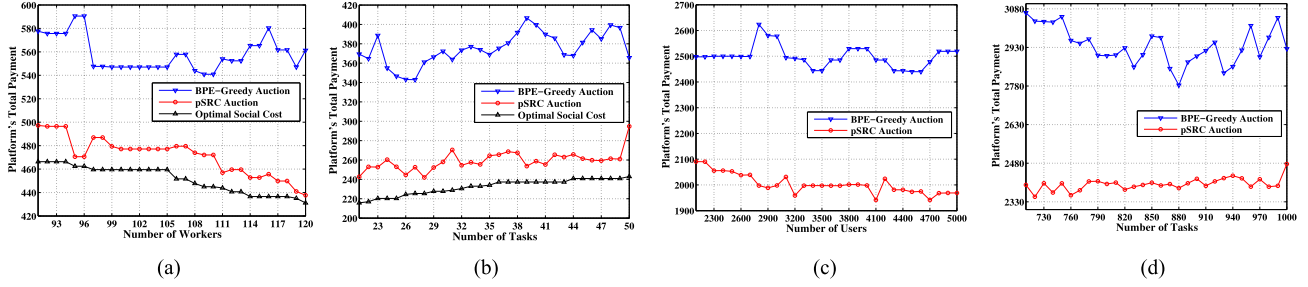 Platform's Total Payment
600
580
560
540
520
500
480
460
440
420
93 96 99 102 105 108 111 114 117 120
Number of Workers
BPE-Greedy Auction
pSRC Auction
Optimal Social Cost
(a)
Platform's Total Payment
420
400
380
360
340
320
300
280
260
240
220
200
23 26 29 32 35 38 41 44 47 50
Number of Tasks
BPE-Greedy Auction
pSRC Auction
Optimal Social Cost
(b)
Platform's Total Payment
2700
2600
2500
2400
2300
2200
2100
2000
1900
2300 2600 2900 3200 3500 3800 4100 4400 4700 5000
Number of Users
BPE-Greedy Auction
pSRC Auction
(c)
Platform's Total Payment
3080
2930
2780
2630
2480
2330
730 760 790 820 850 880 910 940 970 1000
Number of Tasks
BPE-Greedy Auction
pSRC Auction
(d)